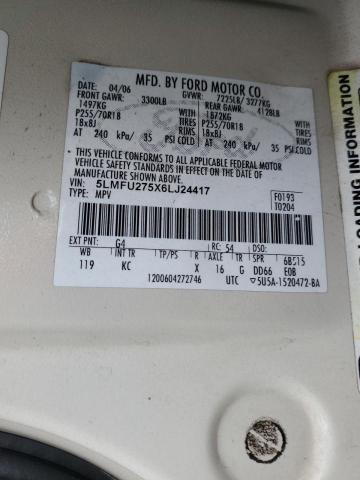 MFD. BY FORD MOTOR CO.
DATE: 04/06 GVWR: 7225LB/ 3277KG
FRONT GAWR: 3300LB REAR GAWR: 4128LB
1497KG 1872KG
P255/70R18 TIRES P255/70R18 TIRES
18x8J RIMS 18x8J RIMS
AT 240 kPa/ 35 PSI COLD AT 240 kPa/ 35 PSI COLD
THIS VEHICLE CONFORMS TO ALL APPLICABLE FEDERAL MOTOR
VEHICLE SAFETY STANDARDS IN EFFECT ON THE DATE OF
MANUFACTURE SHOWN ABOVE.
VIN: 5LMFU275X6LJ24417
TYPE: MPV
F0193
T0204
EXT PNT: G4 RC: 54 DSO:
WB INT TR TP/PS R AXLE TR SPR 6B515
119 KC X 16 G DD66 EOB
1200604272746 UTC 5U5A-1520472-BA
LOADING INFORMATION